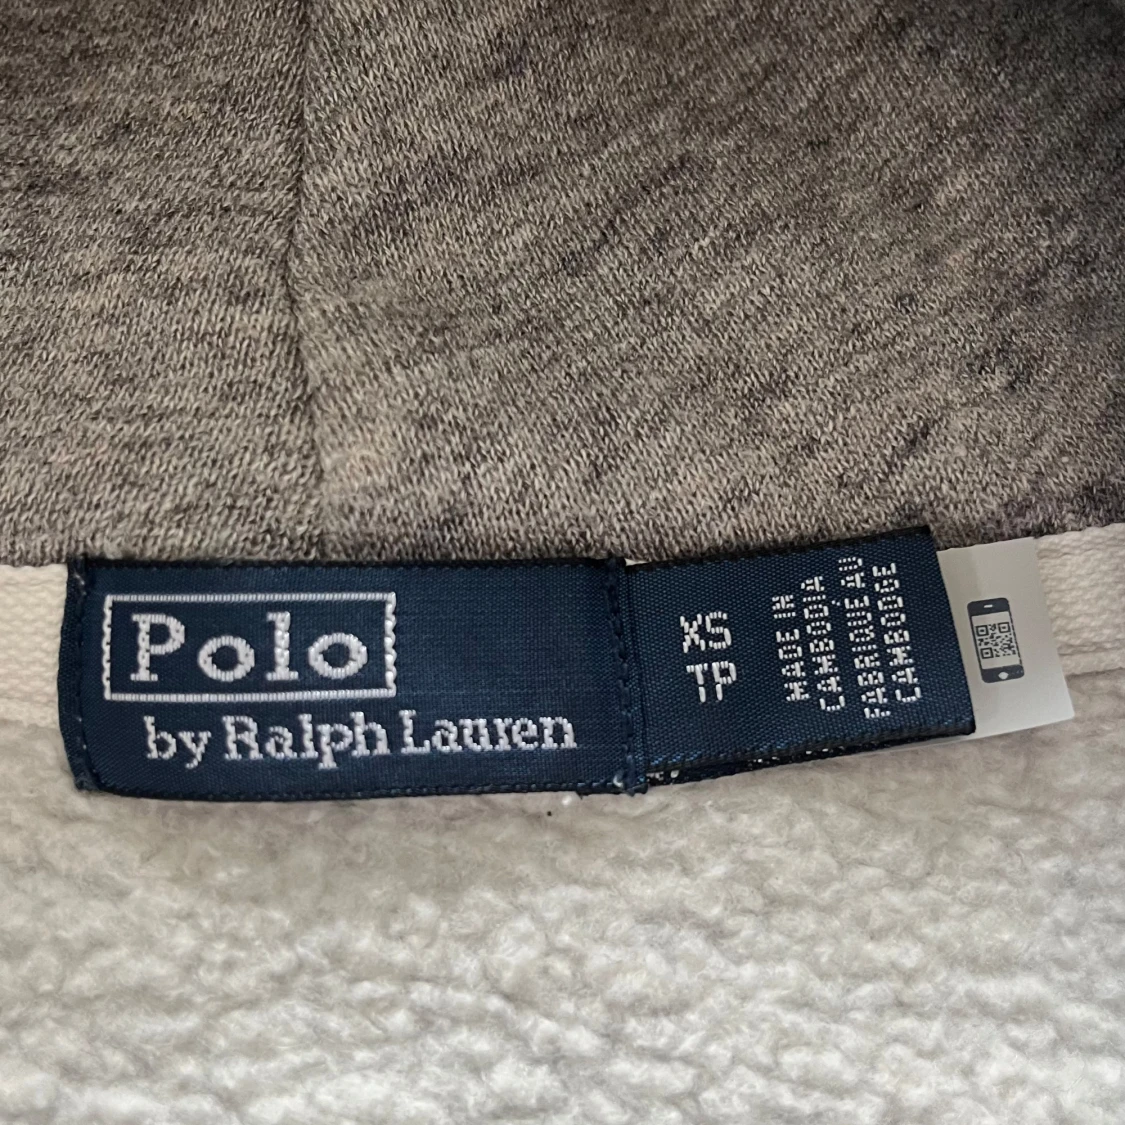 Polo
by Ralph Lauren
XS
TP
MADE IN
CAMBODIA
FABRIQUÉ AU
CAMBODGE